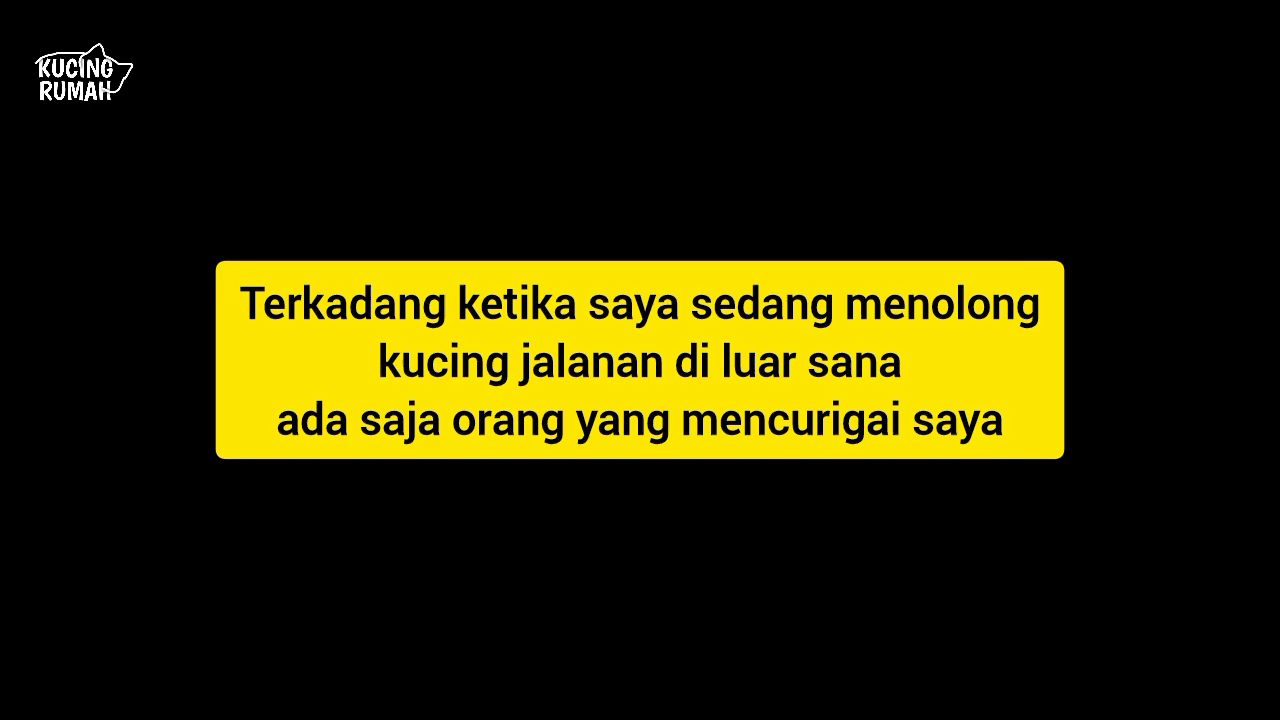 KUCING
RUMAH
Terkadang ketika saya sedang menolong
kucing jalanan di luar sana
ada saja orang yang mencurigai saya